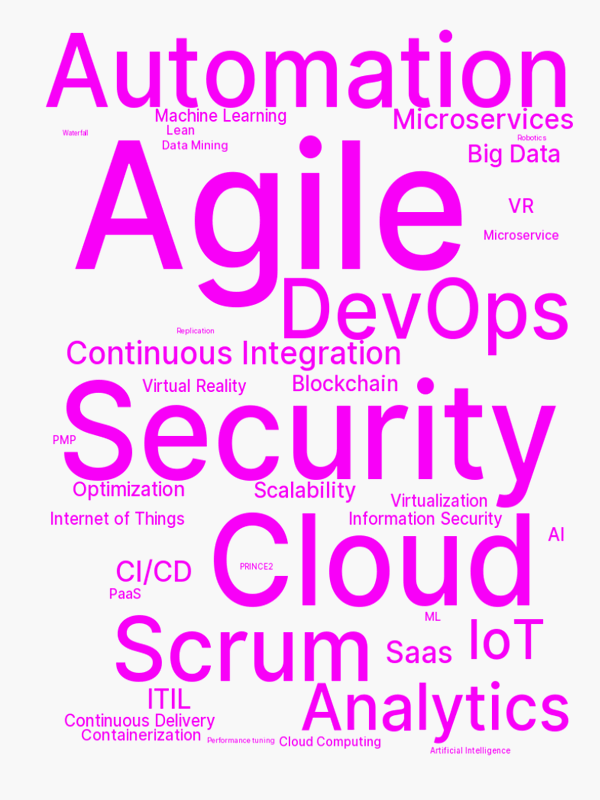 Automation
Machine Learning
Microservices
Waterfall
Lean
Robotics
Data Mining
Big Data
Agile
VR
Microservice
DevOps
Replication
Continuous Integration
Virtual Reality
Blockchain
Security
PMP
Optimization
Scalability
Virtualization
Internet of Things
Information Security
Cloud
AI
CI/CD
PRINCE2
PaaS
ML
Scrum
IoT
Saas
ITIL
Analytics
Continuous Delivery
Containerization
Performance tuning
Cloud Computing
Artificial Intelligence